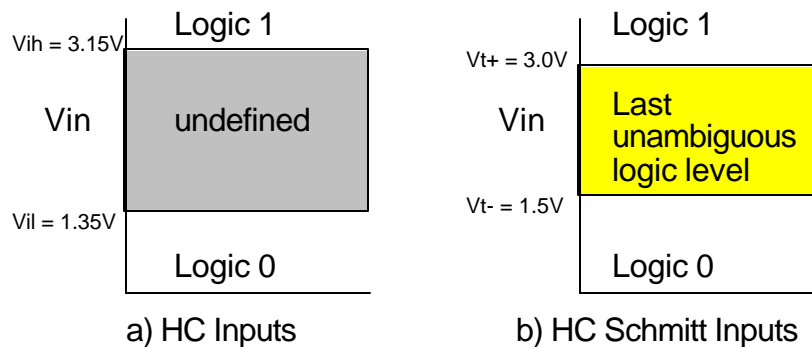 Logic 1
Vih = 3.15V
Vin
undefined
Vil = 1.35V
Logic 0
a) HC Inputs
Logic 1
Vt+ = 3.0V
Vin
Last
unambiguous
logic level
Vt- = 1.5V
Logic 0
b) HC Schmitt Inputs